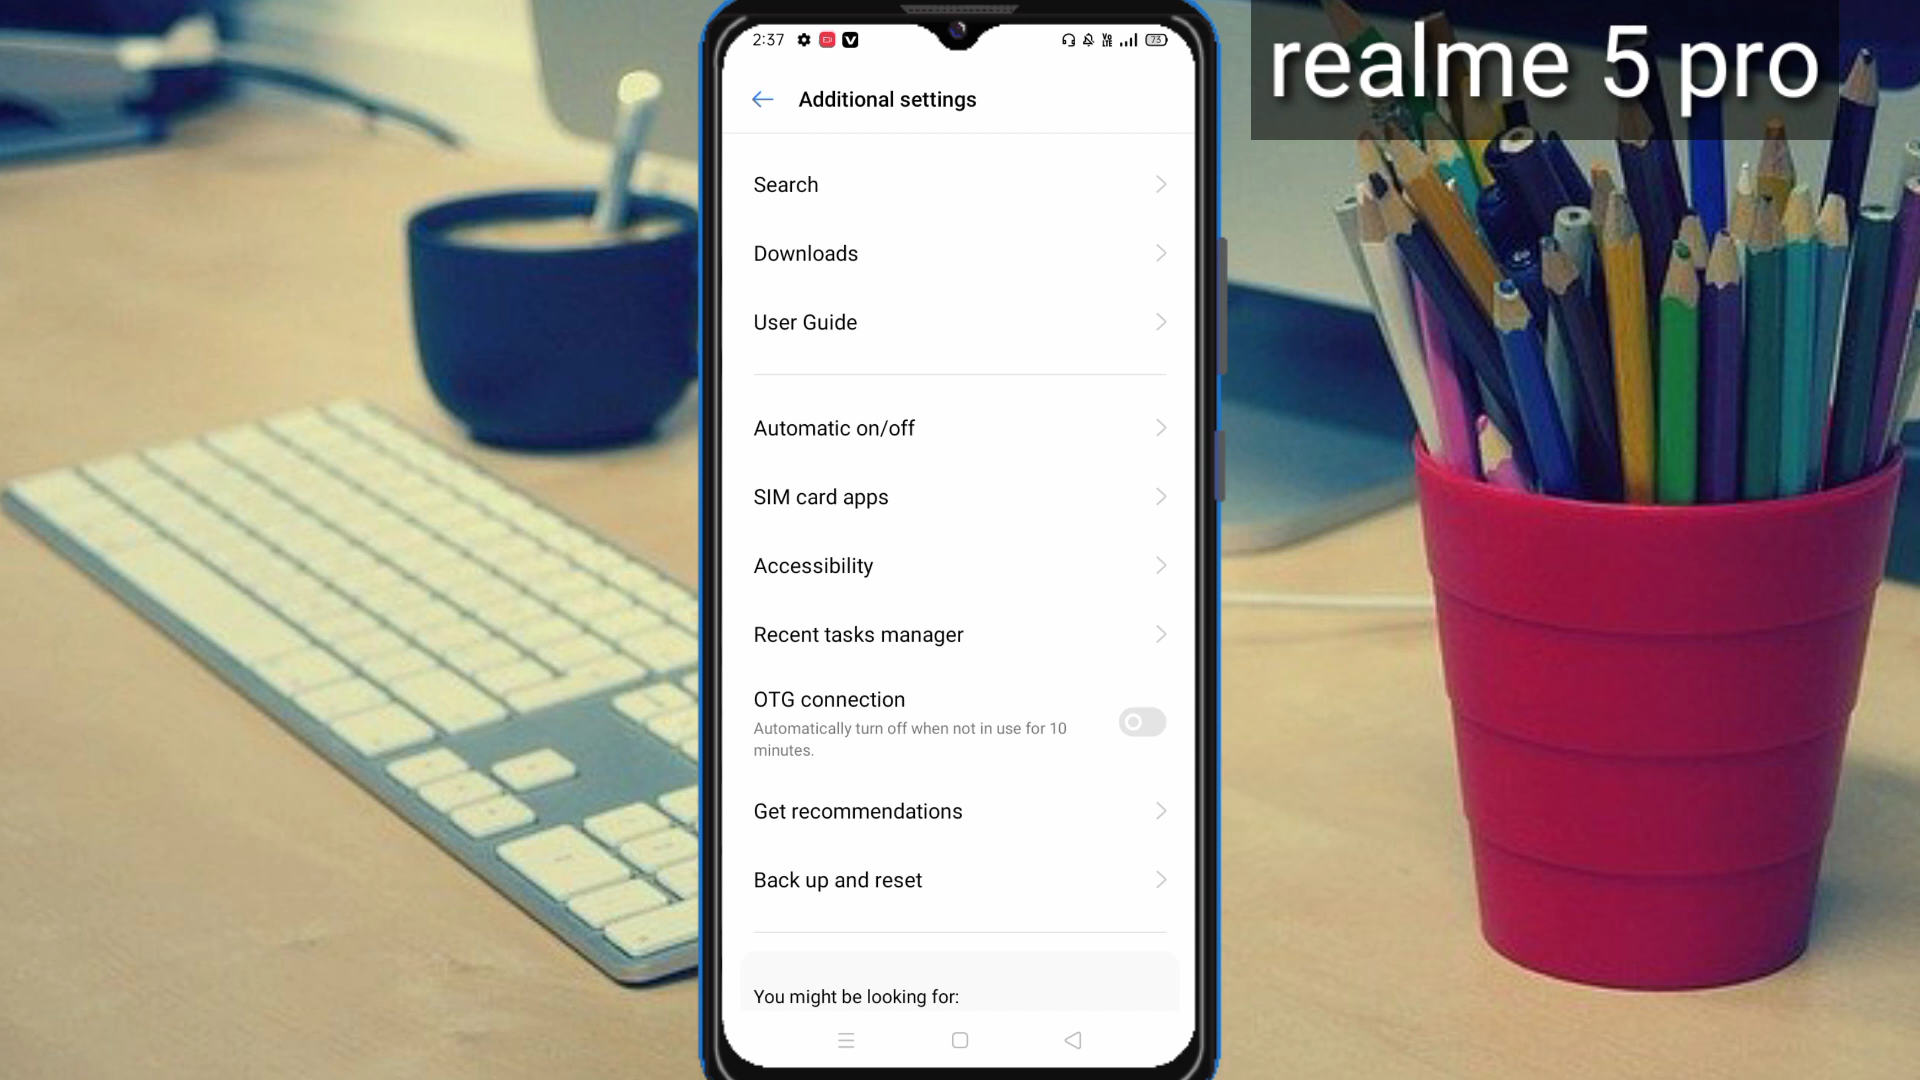 realme 5 pro
2:37
73
Additional settings
Search
Downloads
User Guide
Automatic on/off
SIM card apps
Accessibility
Recent tasks manager
OTG connection
Automatically turn off when not in use for 10
minutes.
Get recommendations
Back up and reset
You might be looking for: